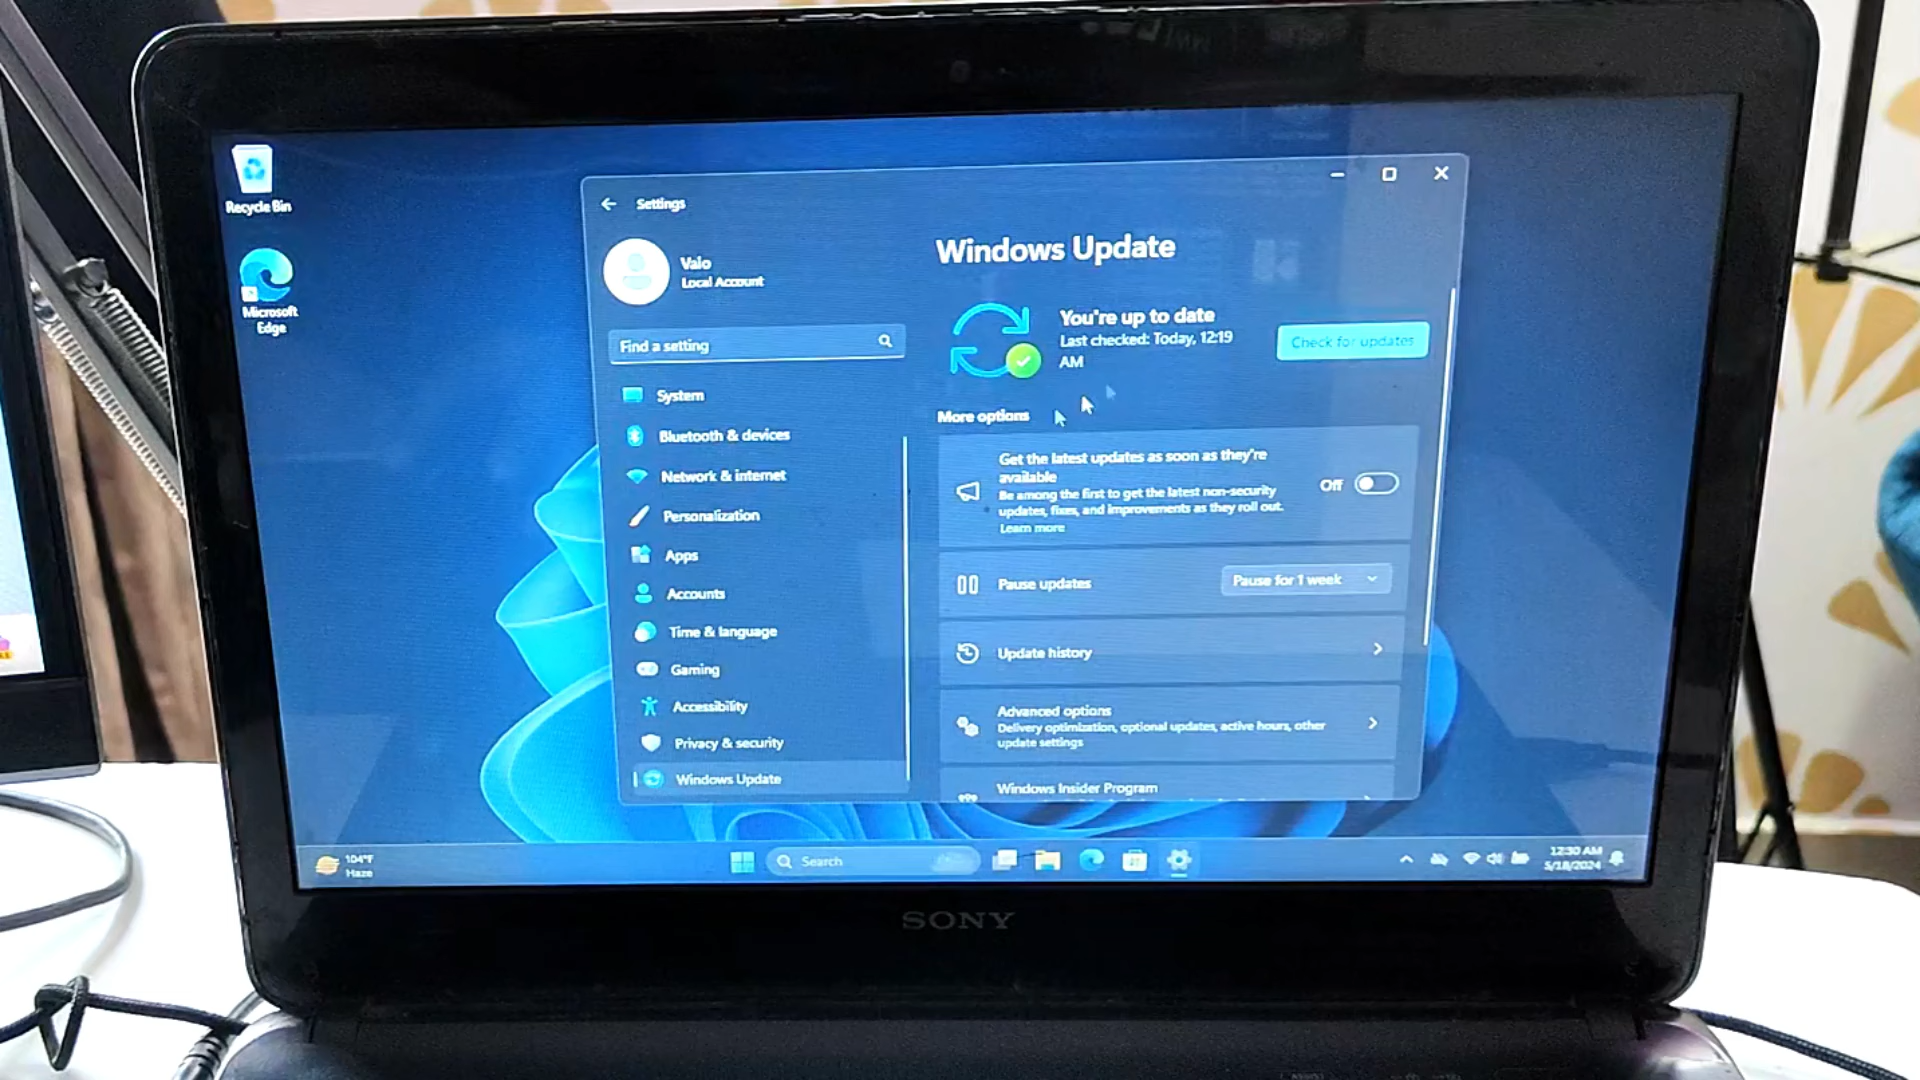 Recycle Bin
Microsoft
Edge
Settings
Valo
Local Account
Find a setting
System
Bluetooth & devices
Network & internet
Personalization
Apps
Accounts
Time & language
Gaming
Accessibility
Privacy & security
Windows Update
Windows Update
You're up to date
Last checked: Today, 12:19
AM
Check for updates
More options
Get the latest updates as soon as they're
available
Be among the first to get the latest non-security
updates, fixes, and improvements as they roll out.
Learn more
Off
Pause updates
Pause for 1 week
Update history
Advanced options
Delivery optimization, optional updates, active hours, other
update settings
Windows Insider Program
104°F
Haze
Search
12:30 AM
5/18/2024
SONY